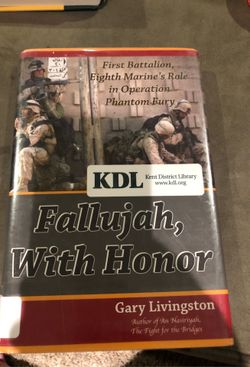 First Battalion,
Eighth Marine's Role
in Operation
Phantom Fury
KDL Kent District Library
www.kdl.org
Fallujah,
With Honor
Gary Livingston
Author of An Nasiriyah,
The Fight for the Bridges